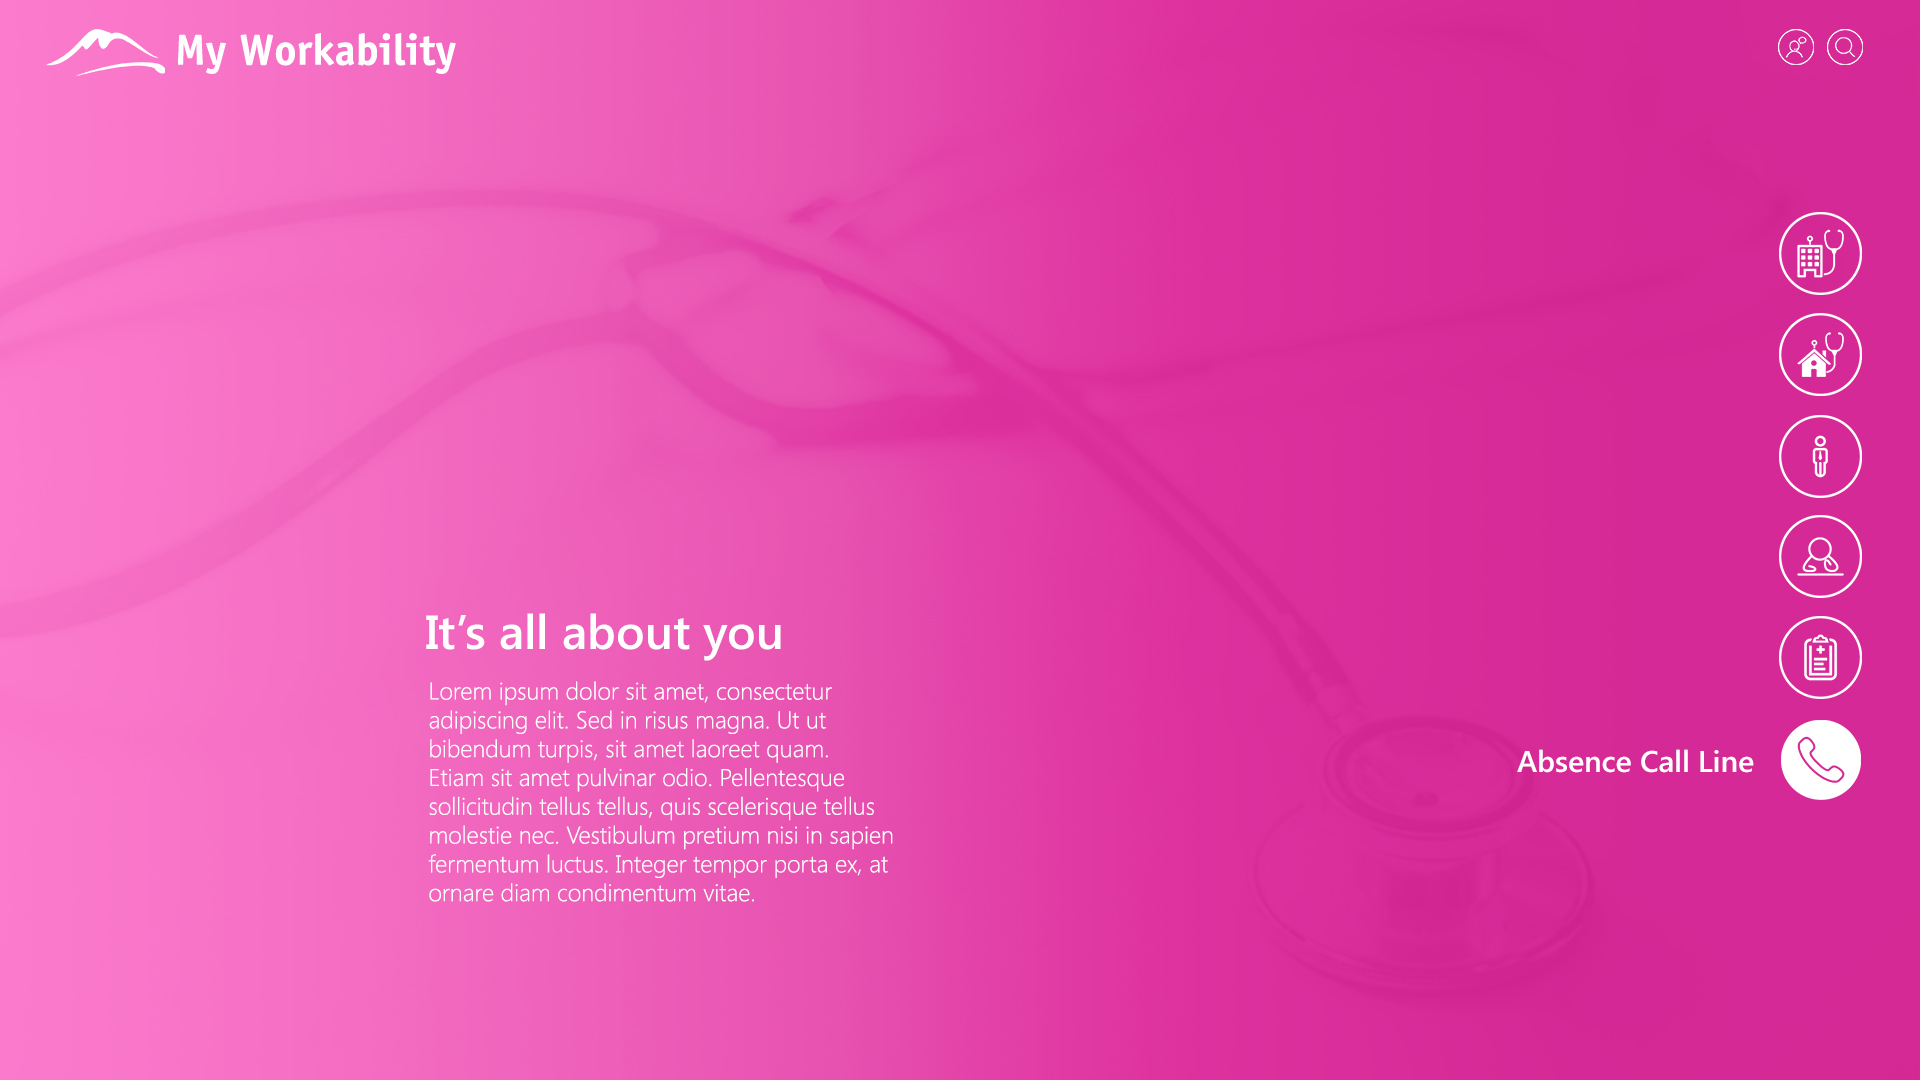 My Workability
It’s all about you
Lorem ipsum dolor sit amet, consectetur
adipiscing elit. Sed in risus magna. Ut ut
bibendum turpis, sit amet laoreet quam.
Etiam sit amet pulvinar odio. Pellentesque
sollicitudin tellus tellus, quis scelerisque tellus
molestie nec. Vestibulum pretium nisi in sapien
fermentum luctus. Integer tempor porta ex, at
ornare diam condimentum vitae.
Absence Call Line